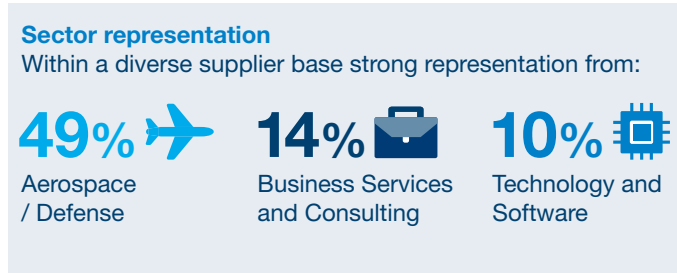 Sector representation
Within a diverse supplier base strong representation from:
49%
Aerospace
/ Defense
14%
Business Services
and Consulting
10%
Technology and
Software